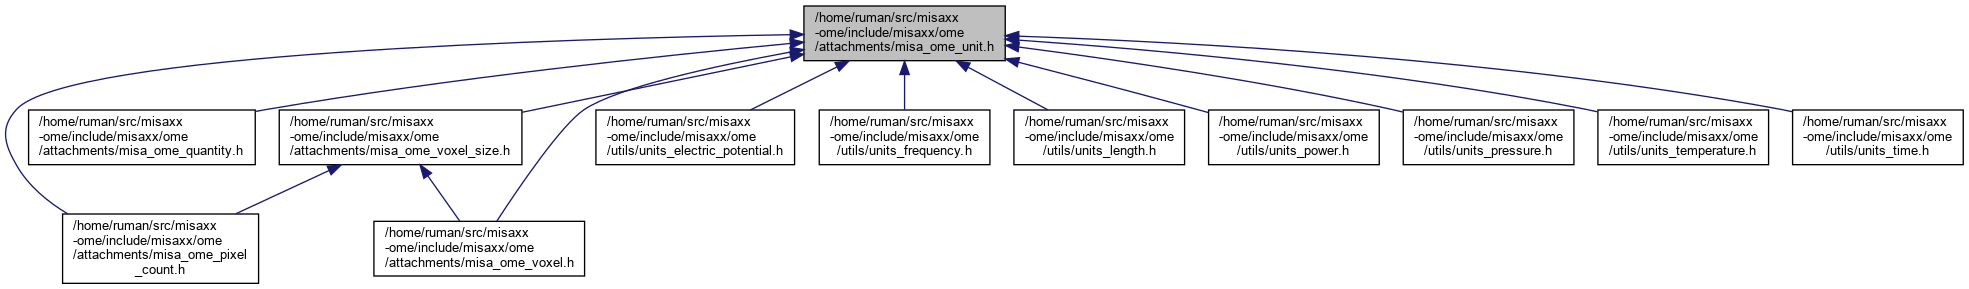 /home/ruman/src/misaxx
-ome/include/misaxx/ome
/attachments/misa_ome_unit.h
/home/ruman/src/misaxx
-ome/include/misaxx/ome
/attachments/misa_ome_quantity.h
/home/ruman/src/misaxx
-ome/include/misaxx/ome
/attachments/misa_ome_voxel_size.h
/home/ruman/src/misaxx
-ome/include/misaxx/ome
/utils/units_electric_potential.h
/home/ruman/src/misaxx
-ome/include/misaxx/ome
/utils/units_frequency.h
/home/ruman/src/misaxx
-ome/include/misaxx/ome
/utils/units_length.h
/home/ruman/src/misaxx
-ome/include/misaxx/ome
/utils/units_power.h
/home/ruman/src/misaxx
-ome/include/misaxx/ome
/utils/units_pressure.h
/home/ruman/src/misaxx
-ome/include/misaxx/ome
/utils/units_temperature.h
/home/ruman/src/misaxx
-ome/include/misaxx/ome
/utils/units_time.h
/home/ruman/src/misaxx
-ome/include/misaxx/ome
/attachments/misa_ome_pixel
_count.h
/home/ruman/src/misaxx
-ome/include/misaxx/ome
/attachments/misa_ome_voxel.h